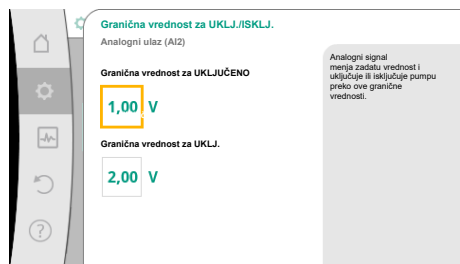 Granična vrednost za UKLJ./ISKLJ.
Analogni ulaz (AI2)
Granična vrednost za UKLJUČENO
1,00 V
Granična vrednost za UKLJ.
2,00 V
Analogni signal
menja zadatu vrednost i
uključuje ili isključuje pumpu
preko ove granične
vrednosti.
?